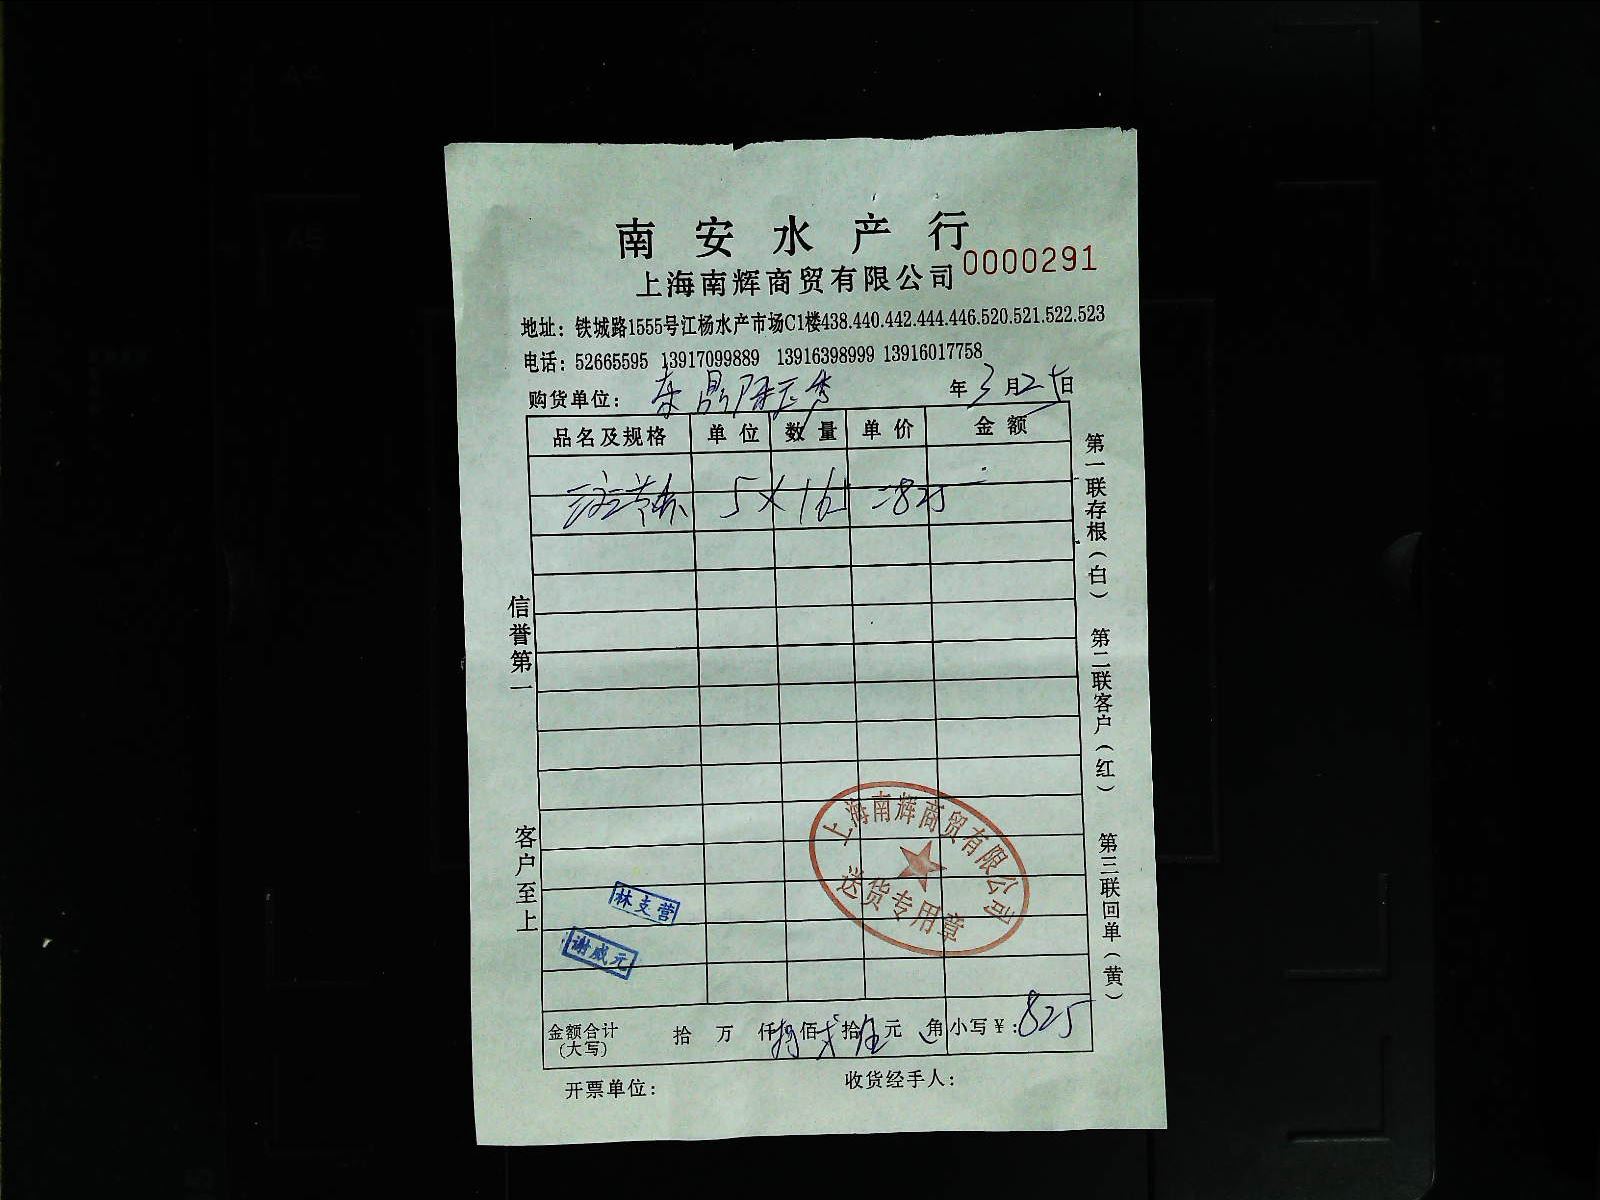 南安水产行
上海南辉商贸有限公司 0000291
地址：铁城路1555号江杨水产市场C1楼438.440.442.444.446.520.521.522.523
电话：52665595 13917099889 13916398999 13916017758
购货单位： 年3月25日
品名及规格 单位 数量 单价 金额
5× =825
第一联存根（白） 第二联客户（红） 第三联回单（黄）
信誉第一
客户至上
上海南辉商贸有限公司
送货专用章
林支营
谢威元
金额合计（大写） 拾 万 仟捌佰贰拾伍元 角 小写￥：825
开票单位： 收货经手人：